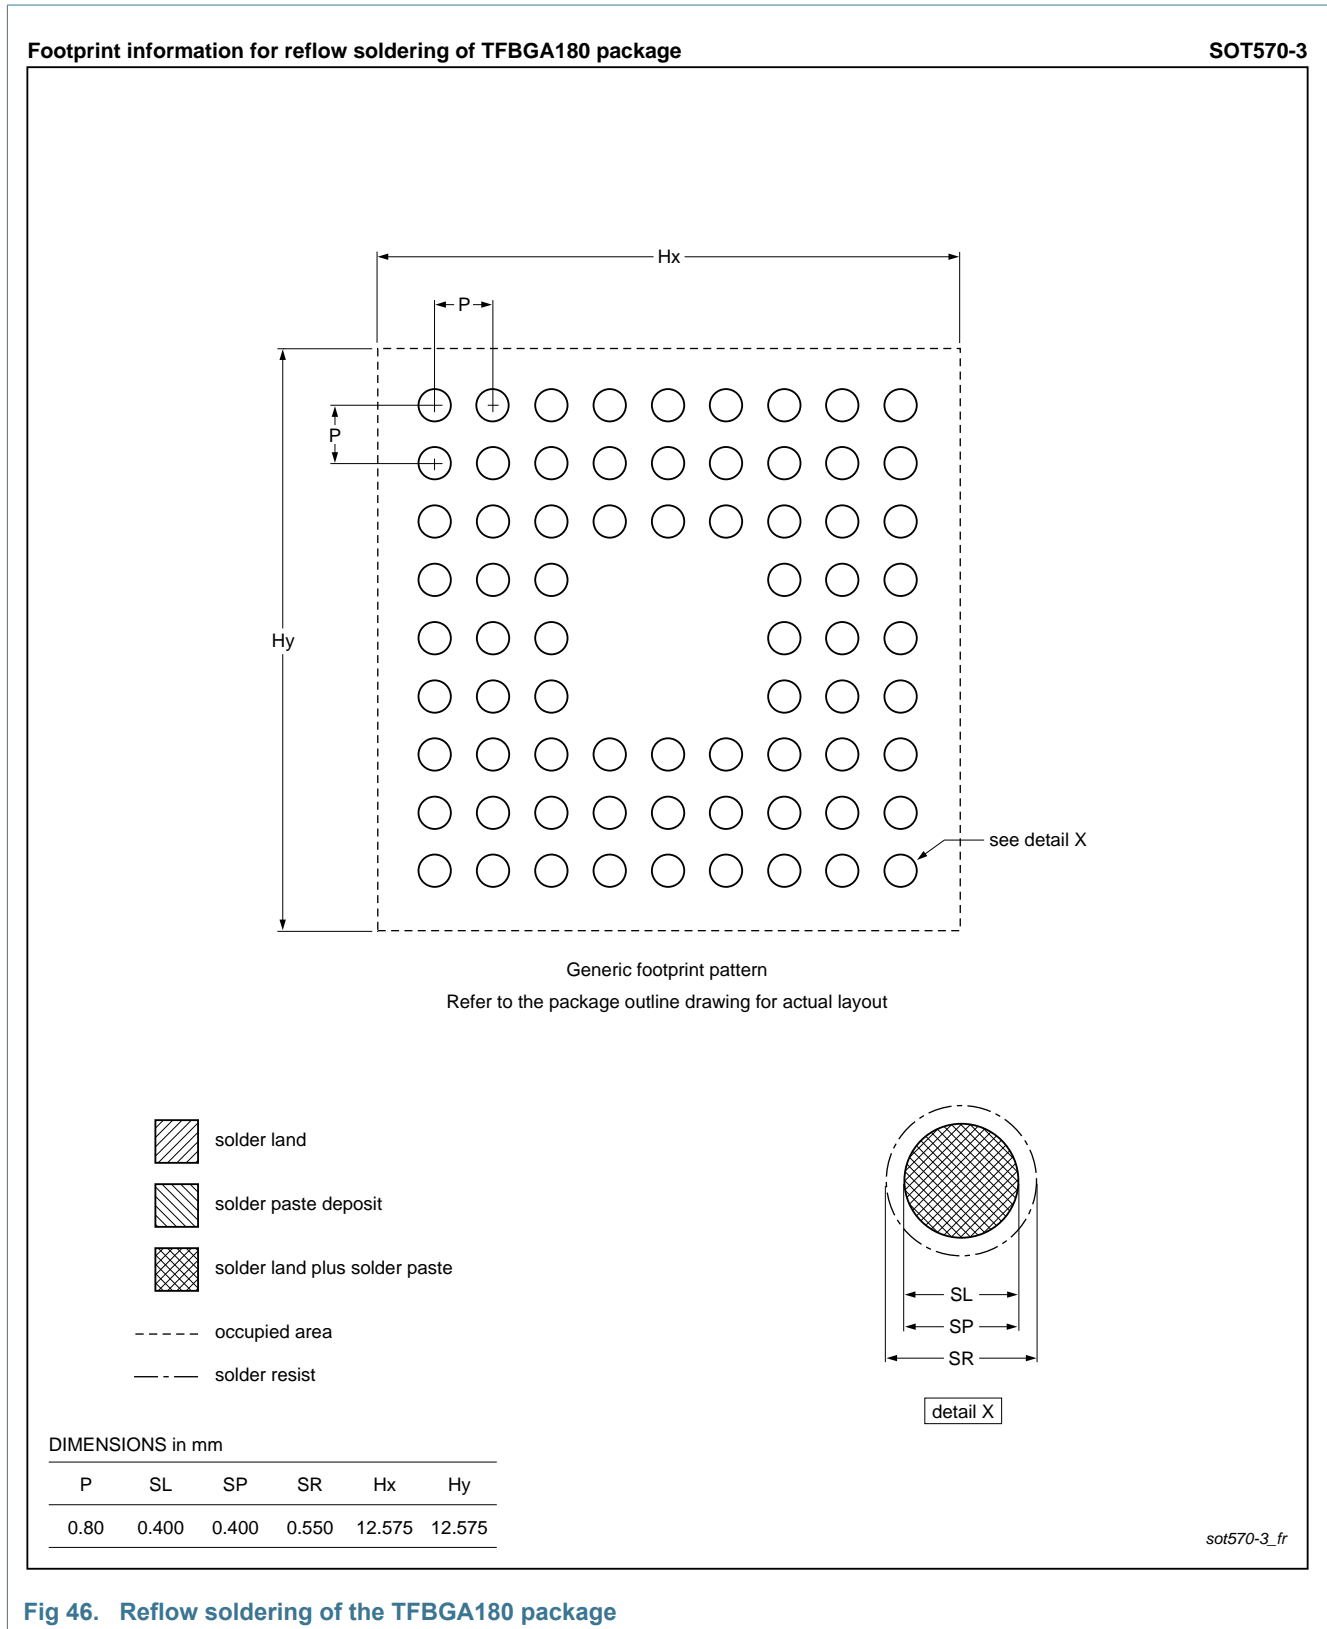 Footprint information for reflow soldering of TFBGA180 package SOT570-3
Hx
P
P
Hy
see detail X
Generic footprint pattern
Refer to the package outline drawing for actual layout
solder land
solder paste deposit
solder land plus solder paste
occupied area
solder resist
SL
SP
SR
detail X
DIMENSIONS in mm
P SL SP SR Hx Hy
0.80 0.400 0.400 0.550 12.575 12.575
sot570-3_fr
Fig 46. Reflow soldering of the TFBGA180 package